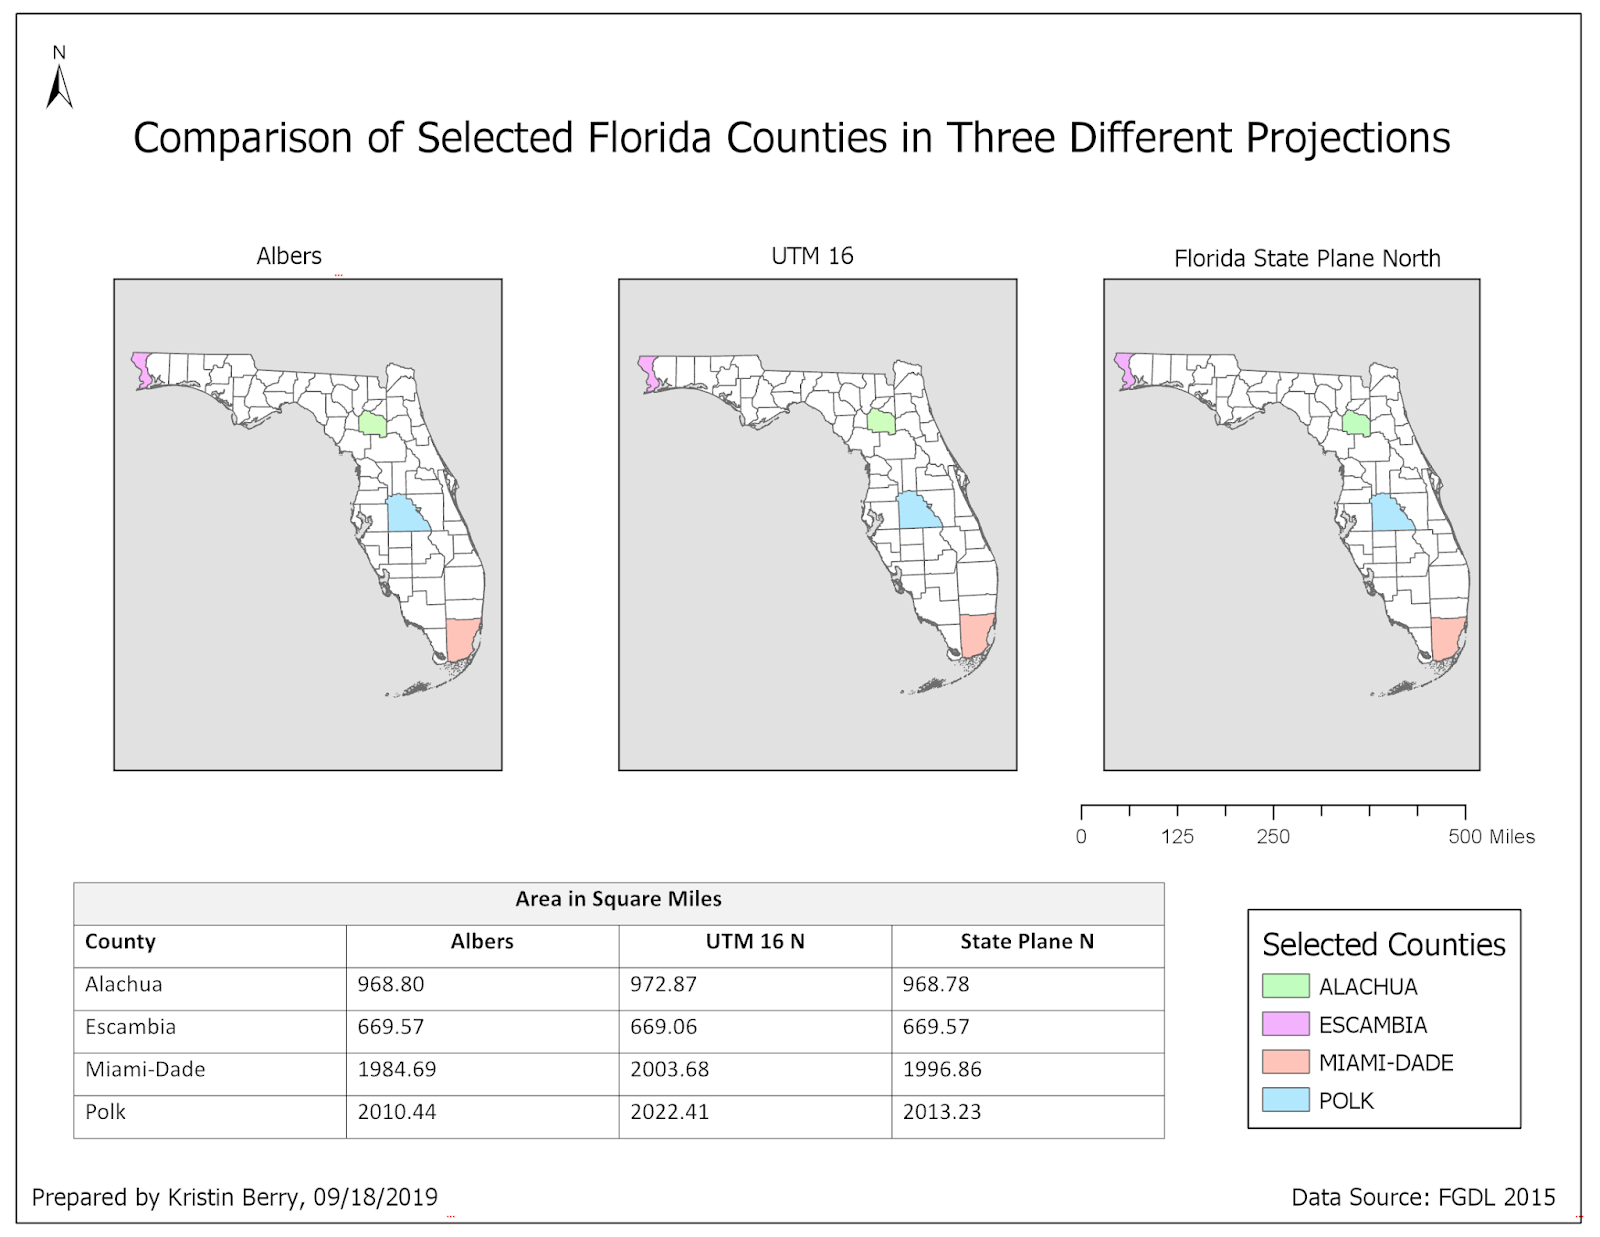 N
Comparison of Selected Florida Counties in Three Different Projections
Albers
UTM 16
Florida State Plane North
0 125 250 500 Miles
Area in Square Miles
County Albers UTM 16 N State Plane N
Alachua 968.80 972.87 968.78
Escambia 669.57 669.06 669.57
Miami-Dade 1984.69 2003.68 1996.86
Polk 2010.44 2022.41 2013.23
Selected Counties
ALACHUA
ESCAMBIA
MIAMI-DADE
POLK
Prepared by Kristin Berry, 09/18/2019
Data Source: FGDL 2015